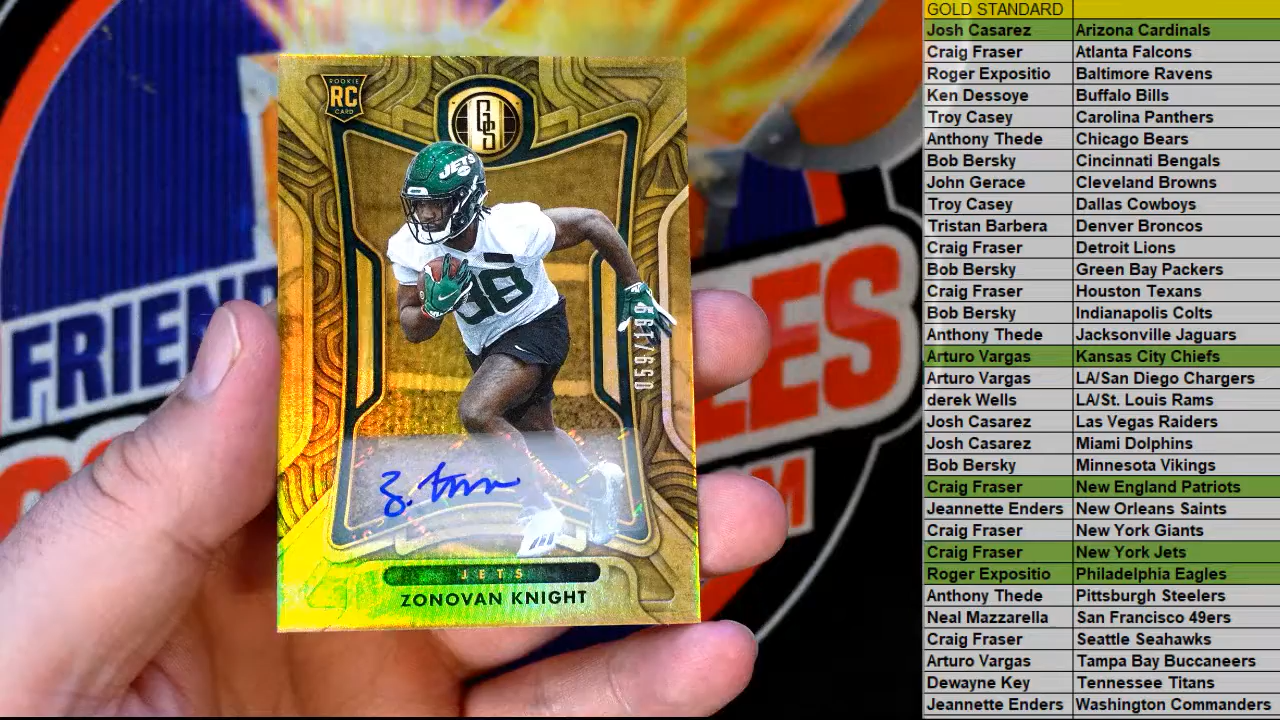 FRIEN
LES
M
ROOKIE
RC
CARD
GS
JETS
38
059/199
JETS
ZONOVAN KNIGHT
GOLD STANDARD
Josh Casarez Arizona Cardinals
Craig Fraser Atlanta Falcons
Roger Expositio Baltimore Ravens
Ken Dessoye Buffalo Bills
Troy Casey Carolina Panthers
Anthony Thede Chicago Bears
Bob Bersky Cincinnati Bengals
John Gerace Cleveland Browns
Troy Casey Dallas Cowboys
Tristan Barbera Denver Broncos
Craig Fraser Detroit Lions
Bob Bersky Green Bay Packers
Craig Fraser Houston Texans
Bob Bersky Indianapolis Colts
Anthony Thede Jacksonville Jaguars
Arturo Vargas Kansas City Chiefs
Arturo Vargas LA/San Diego Chargers
derek Wells LA/St. Louis Rams
Josh Casarez Las Vegas Raiders
Josh Casarez Miami Dolphins
Bob Bersky Minnesota Vikings
Craig Fraser New England Patriots
Jeannette Enders New Orleans Saints
Craig Fraser New York Giants
Craig Fraser New York Jets
Roger Expositio Philadelphia Eagles
Anthony Thede Pittsburgh Steelers
Neal Mazzarella San Francisco 49ers
Craig Fraser Seattle Seahawks
Arturo Vargas Tampa Bay Buccaneers
Dewayne Key Tennessee Titans
Jeannette Enders Washington Commanders